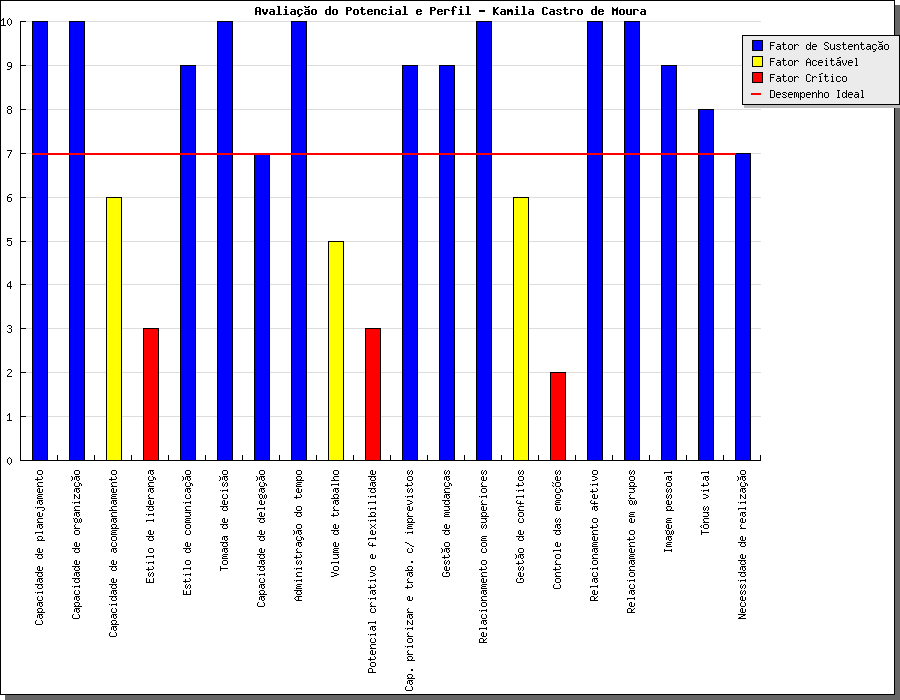 Avaliação do Potencial e Perfil - Kamila Castro de Moura
Fator de Sustentação
Fator Aceitável
Fator Crítico
Desempenho Ideal
10
9
8
7
6
5
4
3
2
1
0
Capacidade de planejamento
Capacidade de organização
Capacidade de acompanhamento
Estilo de liderança
Estilo de comunicação
Tomada de decisão
Capacidade de delegação
Administração do tempo
Volume de trabalho
Potencial criativo e flexibilidade
Cap. priorizar e trab. c/ imprevistos
Gestão de mudanças
Relacionamento com superiores
Gestão de conflitos
Controle das emoções
Relacionamento afetivo
Relacionamento em grupos
Imagem pessoal
Tônus vital
Necessidade de realização